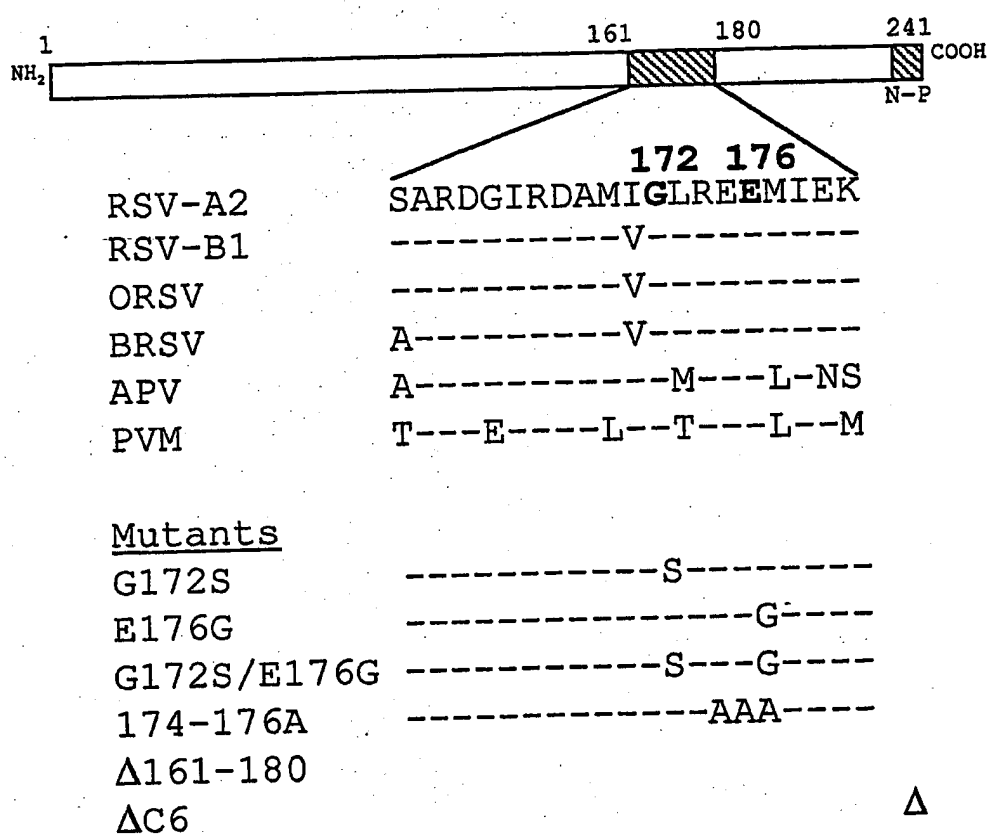 1 161 180 241
NH2 COOH
N-P
172 176
RSV-A2 SARDGIRDAMIGLREEMIEK
RSV-B1 ----------V---------
ORSV ----------V---------
BRSV A---------V---------
APV A-----------M---L-NS
PVM T---E----L--T---L--M
Mutants
G172S -----------S--------
E176G ---------------G----
G172S/E176G -----------S---G----
174-176A -------------AAA----
Δ161-180
ΔC6 Δ